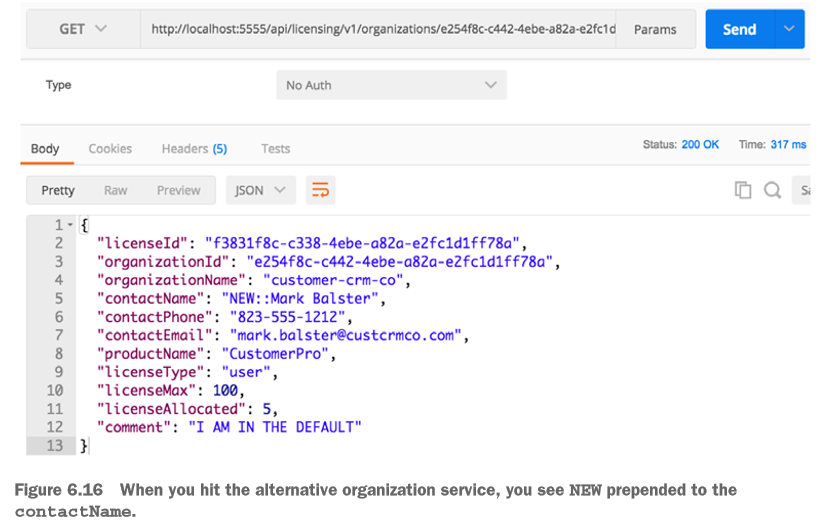 GET http://localhost:5555/api/licensing/v1/organizations/e254f8c-c442-4ebe-a82a-e2fc1d Params Send
Type No Auth
Body Cookies Headers (5) Tests Status: 200 OK Time: 317 ms
Pretty Raw Preview JSON Sa
1 {
2 "licenseId": "f3831f8c-c338-4ebe-a82a-e2fc1d1ff78a",
3 "organizationId": "e254f8c-c442-4ebe-a82a-e2fc1d1ff78a",
4 "organizationName": "customer-crm-co",
5 "contactName": "NEW::Mark Balster",
6 "contactPhone": "823-555-1212",
7 "contactEmail": "mark.balster@custcrmco.com",
8 "productName": "CustomerPro",
9 "licenseType": "user",
10 "licenseMax": 100,
11 "licenseAllocated": 5,
12 "comment": "I AM IN THE DEFAULT"
13 }
Figure 6.16 When you hit the alternative organization service, you see NEW prepended to the
contactName.